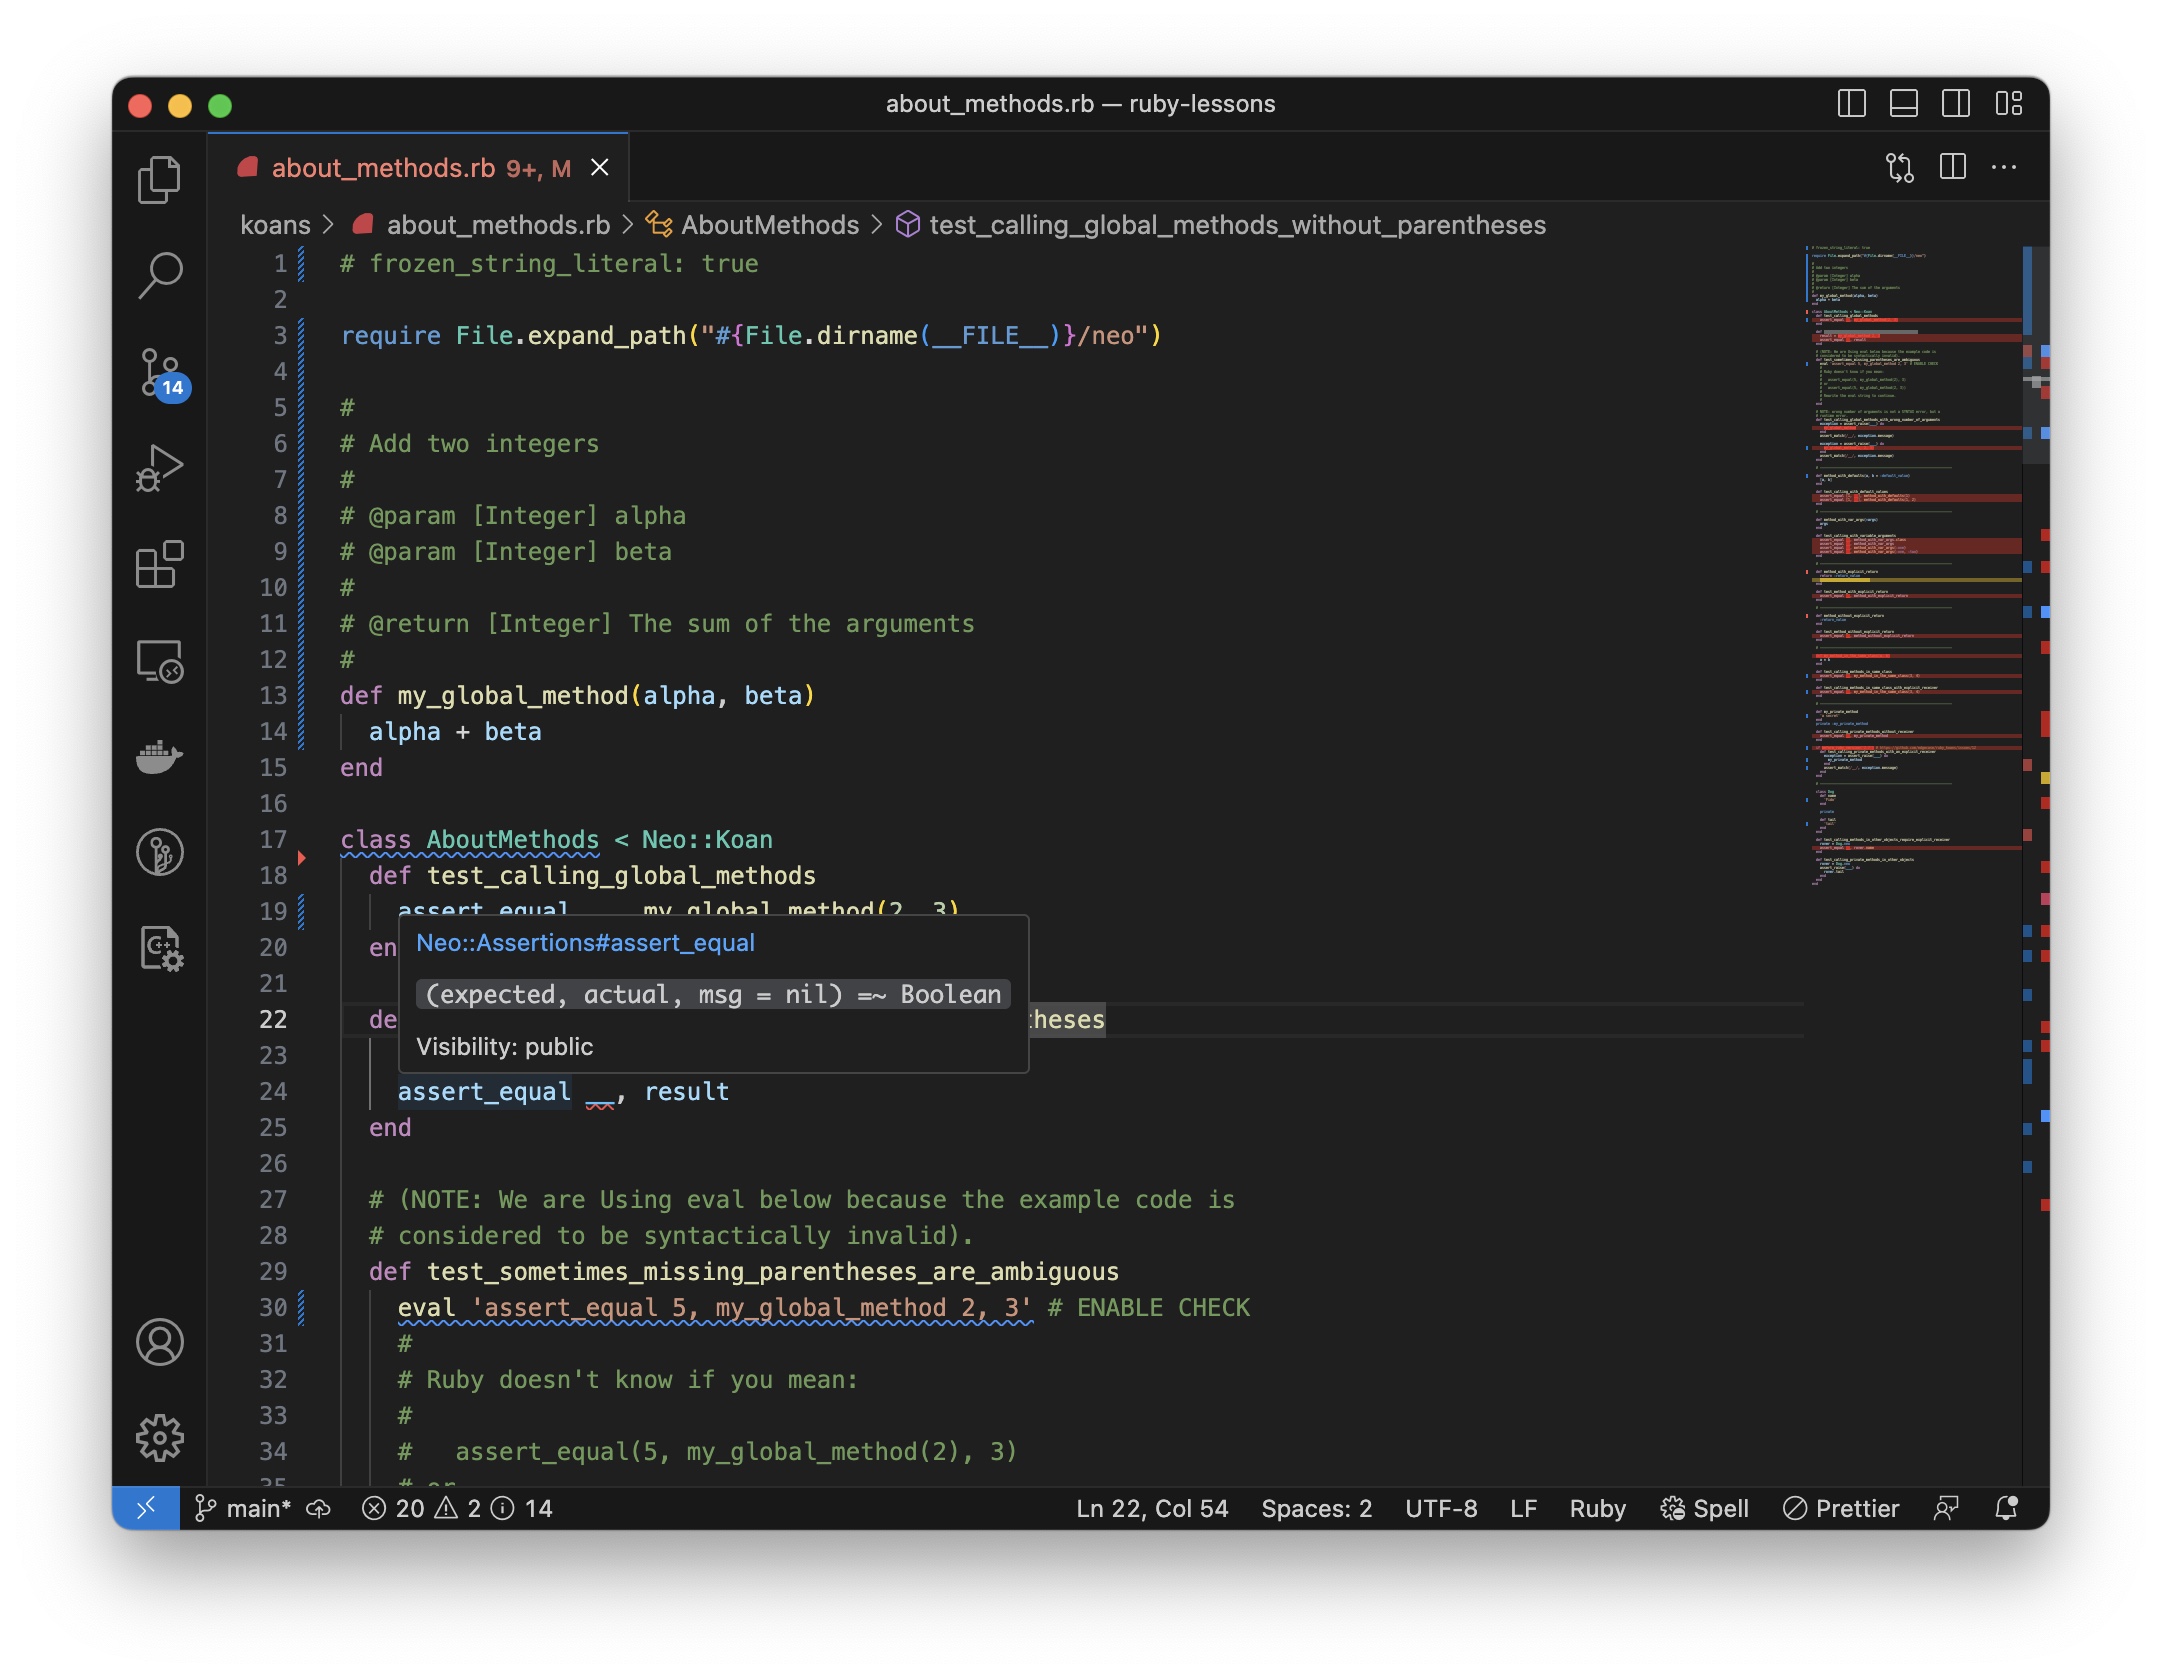 about_methods.rb — ruby-lessons
about_methods.rb 9+, M
koans > about_methods.rb > AboutMethods > test_calling_global_methods_without_parentheses
14
1 # frozen_string_literal: true
2
3 require File.expand_path("#{File.dirname(__FILE__)}/neo")
4
5 #
6 # Add two integers
7 #
8 # @param [Integer] alpha
9 # @param [Integer] beta
10 #
11 # @return [Integer] The sum of the arguments
12 #
13 def my_global_method(alpha, beta)
14 alpha + beta
15 end
16
17 class AboutMethods < Neo::Koan
18 def test_calling_global_methods
19 assert_equal my_global_method(2, 3)
20 en
Neo::Assertions#assert_equal
21
(expected, actual, msg = nil) =~ Boolean
22 de theses
Visibility: public
23
24 assert_equal __, result
25 end
26
27 # (NOTE: We are Using eval below because the example code is
28 # considered to be syntactically invalid).
29 def test_sometimes_missing_parentheses_are_ambiguous
30 eval 'assert_equal 5, my_global_method 2, 3' # ENABLE CHECK
31 #
32 # Ruby doesn't know if you mean:
33 #
34 # assert_equal(5, my_global_method(2), 3)
35 # or
main* 20 2 14 Ln 22, Col 54 Spaces: 2 UTF-8 LF Ruby Spell Prettier